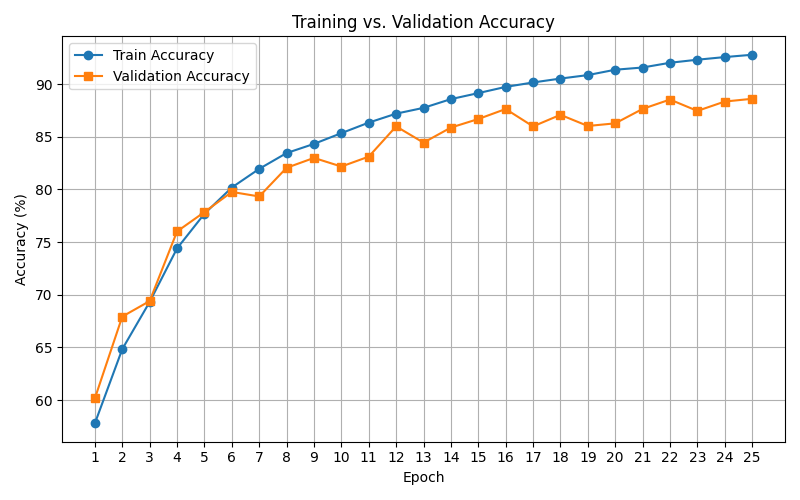 Training vs. Validation Accuracy
Train Accuracy
Validation Accuracy
Accuracy (%)
90
85
80
75
70
65
60
1 2 3 4 5 6 7 8 9 10 11 12 13 14 15 16 17 18 19 20 21 22 23 24 25
Epoch